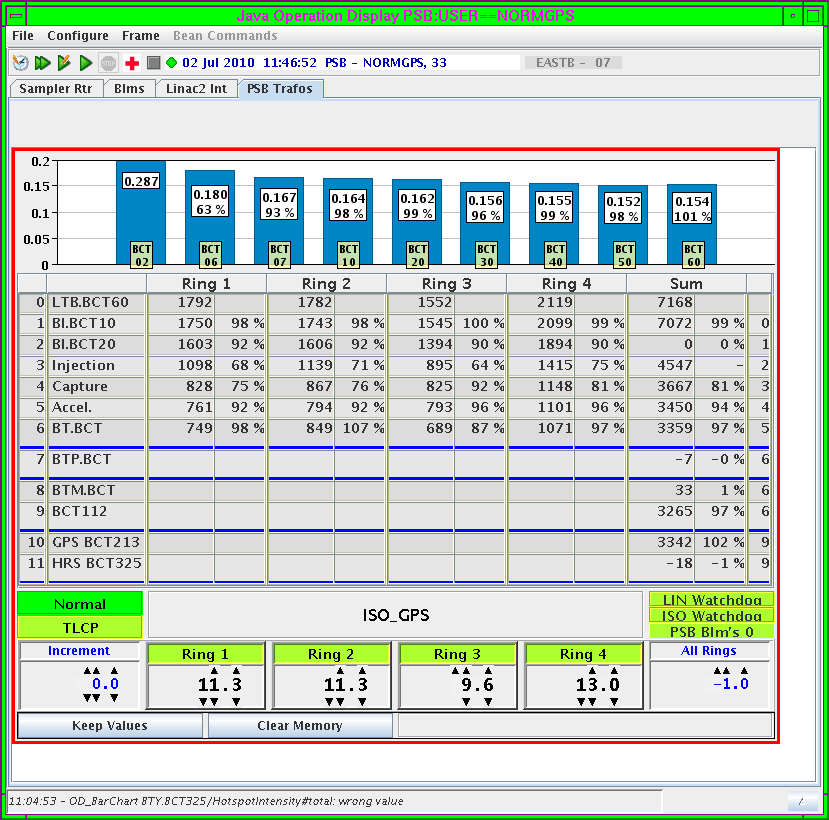 Java Operation Display PSB:USER==NORMGPS
File Configure Frame Bean Commands
02 Jul 2010 11:46:52 PSB - NORMGPS, 33 EASTB - 07
Sampler Rtr Blms Linac2 Int PSB Trafos
0.2
0.15
0.1
0.05
0
0.287
0.180 63 %
0.167 93 %
0.164 98 %
0.162 99 %
0.156 96 %
0.155 99 %
0.152 98 %
0.154 101 %
BCT 02 BCT 06 BCT 07 BCT 10 BCT 20 BCT 30 BCT 40 BCT 50 BCT 60
Ring 1 Ring 2 Ring 3 Ring 4 Sum
0 LTB.BCT60 1792 1782 1552 2119 7168
1 BI.BCT10 1750 98 % 1743 98 % 1545 100 % 2099 99 % 7072 99 % 0
2 BI.BCT20 1603 92 % 1606 92 % 1394 90 % 1894 90 % 0 0 % 1
3 Injection 1098 68 % 1139 71 % 895 64 % 1415 75 % 4547 - 2
4 Capture 828 75 % 867 76 % 825 92 % 1148 81 % 3667 81 % 3
5 Accel. 761 92 % 794 92 % 793 96 % 1101 96 % 3450 94 % 4
6 BT.BCT 749 98 % 849 107 % 689 87 % 1071 97 % 3359 97 % 5
7 BTP.BCT -7 -0 % 6
8 BTM.BCT 33 1 % 6
9 BCT112 3265 97 % 6
10 GPS BCT213 3342 102 % 9
11 HRS BCT325 -18 -1 % 9
Normal
TLCP
ISO_GPS
LIN Watchdog
ISO Watchdog
PSB Blm's 0
Increment Ring 1 Ring 2 Ring 3 Ring 4 All Rings
0.0 11.3 11.3 9.6 13.0 -1.0
Keep Values Clear Memory
11:04:53 - OD_BarChart BTY.BCT325/HotspotIntensity#total: wrong value